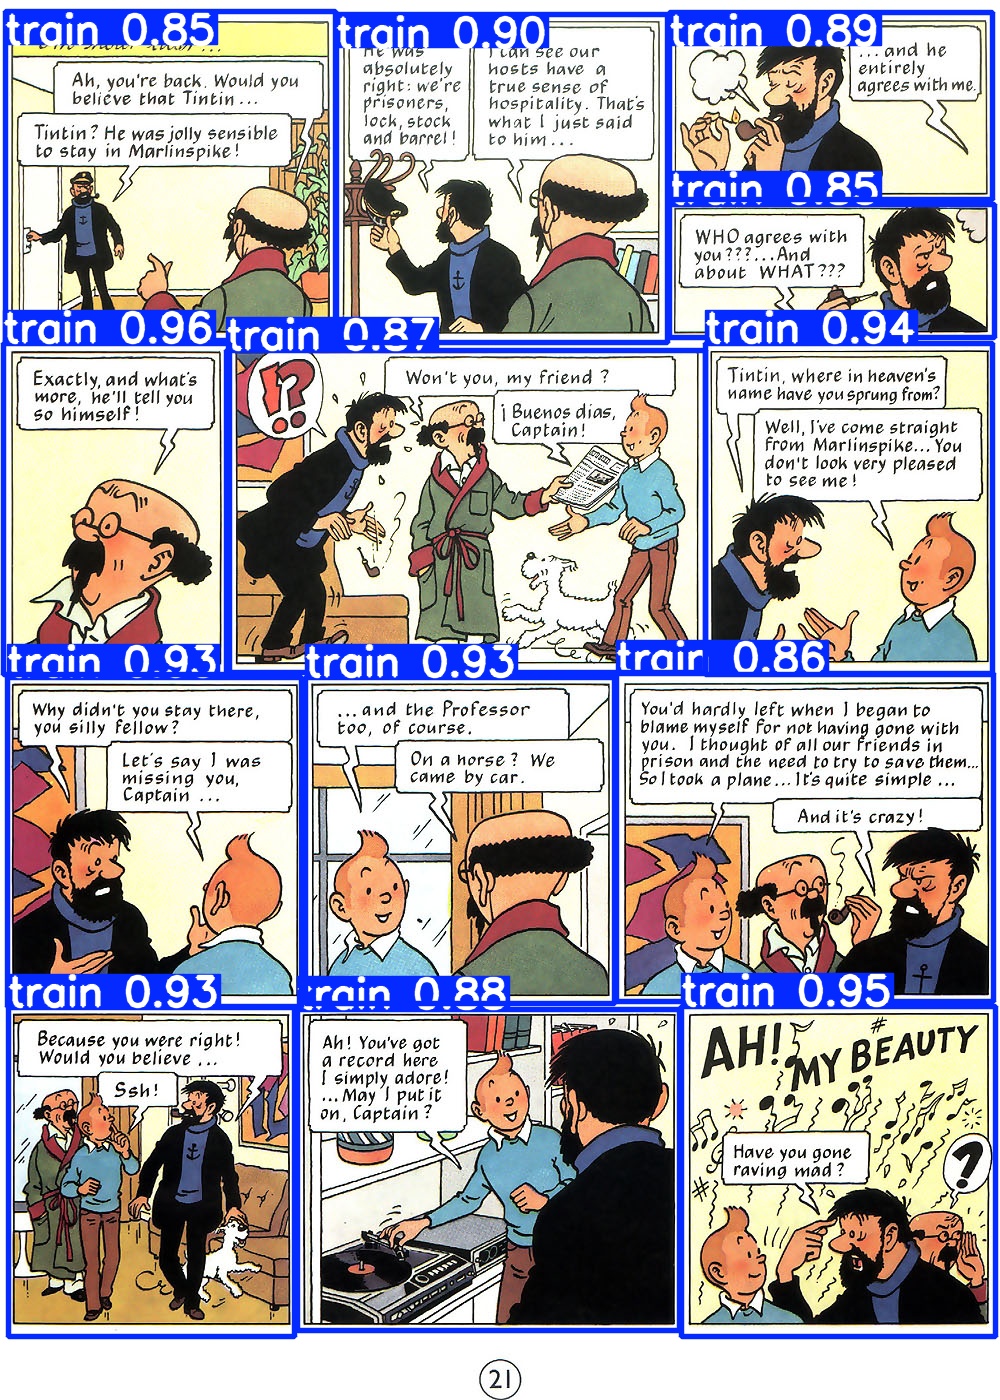 train 0.85
Ah, you're back. Would you
believe that Tintin ...
Tintin? He was jolly sensible
to stay in Marlinspike!
train 0.90
He was
absolutely
right: we're
prisoners,
lock, stock
and barrel!
I can see our
hosts have a
true sense of
hospitality. That's
what I just said
to him ...
train 0.89
... and he
entirely
agrees with me.
train 0.85
WHO agrees with
you???...And
about WHAT???
train 0.96
Exactly, and what's
more, he'll tell you
so himself!
train 0.87
!?
Won't you, my friend ?
¡ Buenos días,
Captain!
train 0.94
Tintin, where in heaven's
name have you sprung from?
Well, I've come straight
from Marlinspike... You
don't look very pleased
to see me!
train 0.93
Why didn't you stay there,
you silly fellow?
Let's say I was
missing you,
Captain ...
train 0.93
...and the Professor
too, of course.
On a horse? We
came by car.
train 0.86
You'd hardly left when I began to
blame myself for not having gone with
you. I thought of all our friends in
prison and the need to try to save them...
So I took a plane... It's quite simple ...
And it's crazy!
train 0.93
Because you were right!
Would you believe ...
Ssh!
train 0.88
Ah! You've got
a record here
I simply adore!
...May I put it
on, Captain?
train 0.95
AH!
MY BEAUTY
Have you gone
raving mad?
?
21